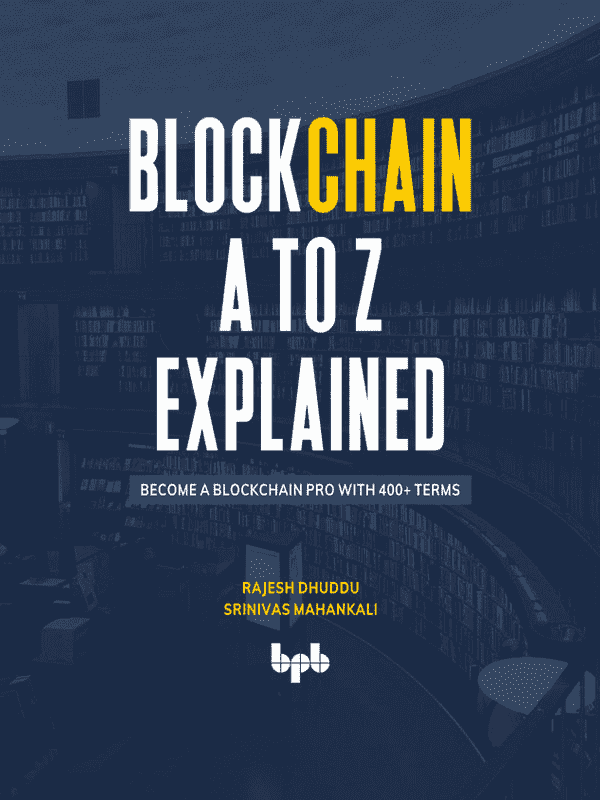 BLOCKCHAIN
A TO Z
EXPLAINED
BECOME A BLOCKCHAIN PRO WITH 400+ TERMS
RAJESH DHUDDU
SRINIVAS MAHANKALI
bpb